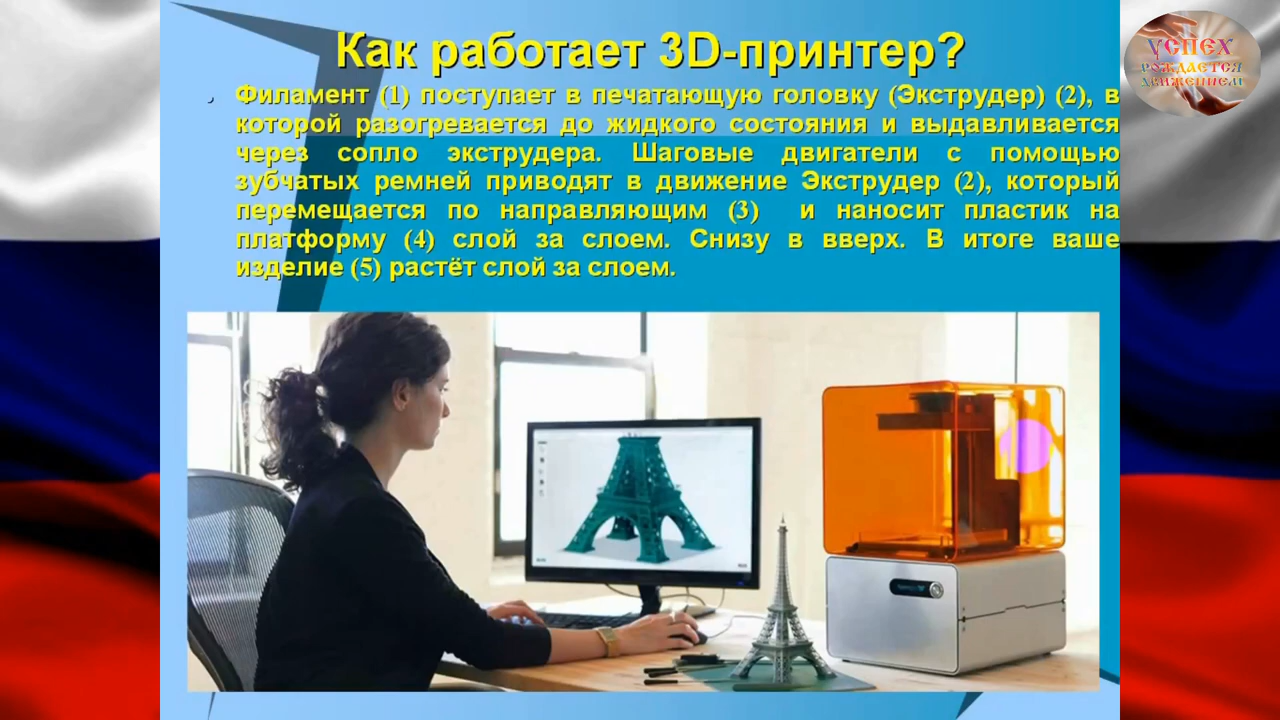 Как работает 3D-принтер?
УСПЕХ
РОЖДАЕТСЯ
ДВИЖЕНИЕМ
Филамент (1) поступает в печатающую головку (Экструдер) (2), в
которой разогревается до жидкого состояния и выдавливается
через сопло экструдера. Шаговые двигатели с помощью
зубчатых ремней приводят в движение Экструдер (2), который
перемещается по направляющим (3) и наносит пластик на
платформу (4) слой за слоем. Снизу в вверх. В итоге ваше
изделие (5) растёт слой за слоем.